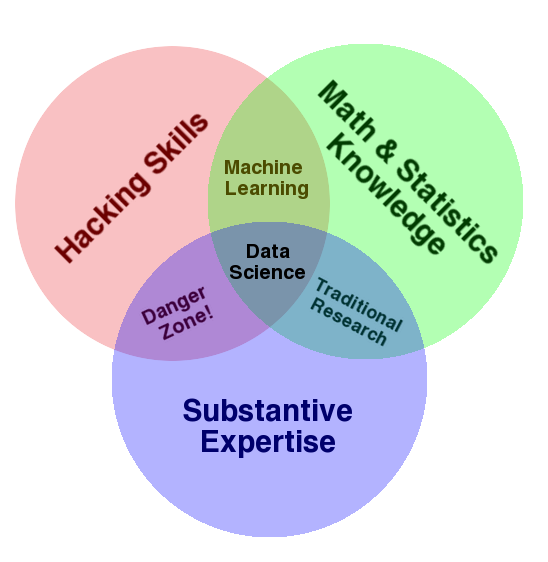 Hacking Skills
Math & Statistics
Knowledge
Machine
Learning
Data
Science
Danger
Zone!
Traditional
Research
Substantive
Expertise